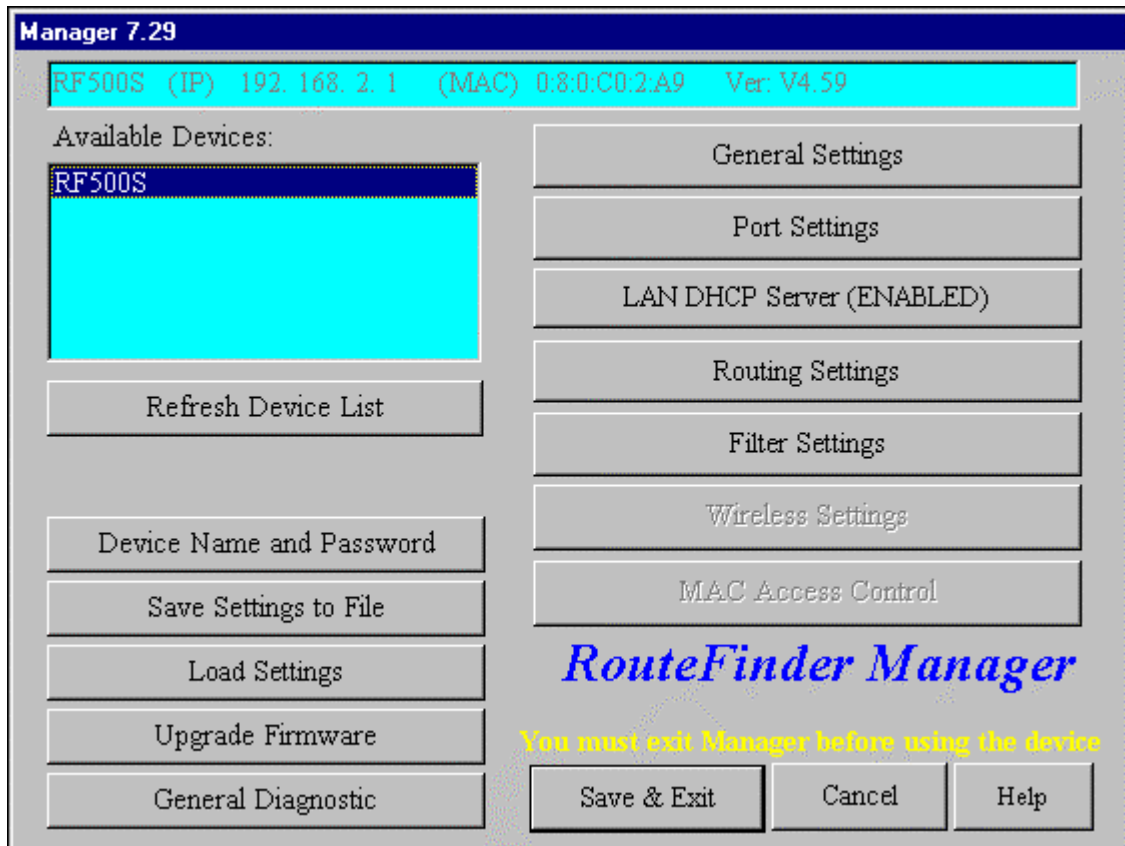 Manager 7.29
RF500S (IP) 192. 168. 2. 1 (MAC) 0:8:0:C0:2:A9 Ver: V4.59
Available Devices:
RF500S
Refresh Device List
Device Name and Password
Save Settings to File
Load Settings
Upgrade Firmware
General Diagnostic
General Settings
Port Settings
LAN DHCP Server (ENABLED)
Routing Settings
Filter Settings
Wireless Settings
MAC Access Control
RouteFinder Manager
You must exit Manager before using the device
Save & Exit
Cancel
Help